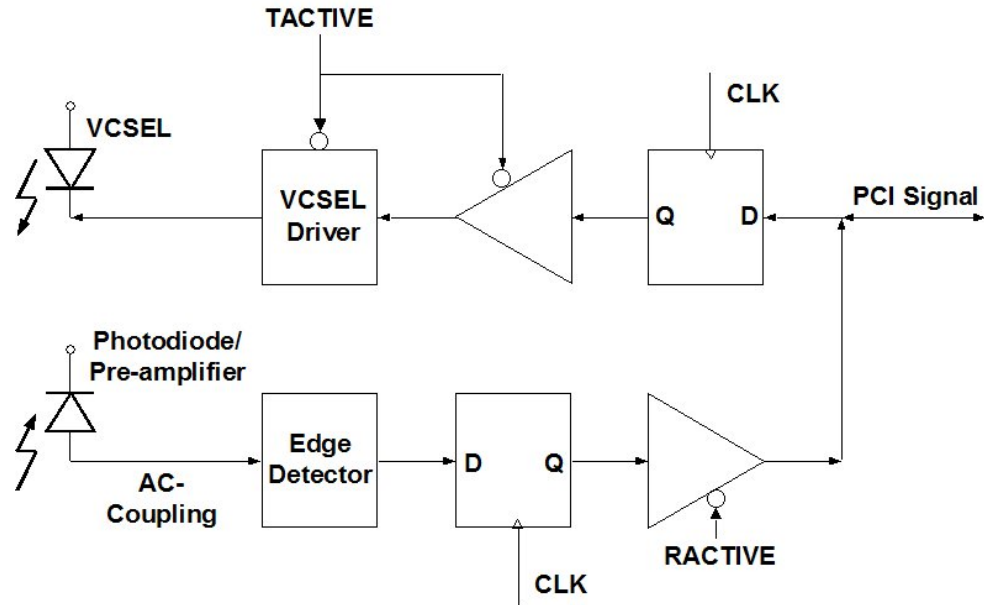 TACTIVE
CLK
VCSEL
VCSEL
Driver
Q
D
PCI Signal
Photodiode/
Pre-amplifier
Edge
Detector
D
Q
AC-
Coupling
RACTIVE
CLK